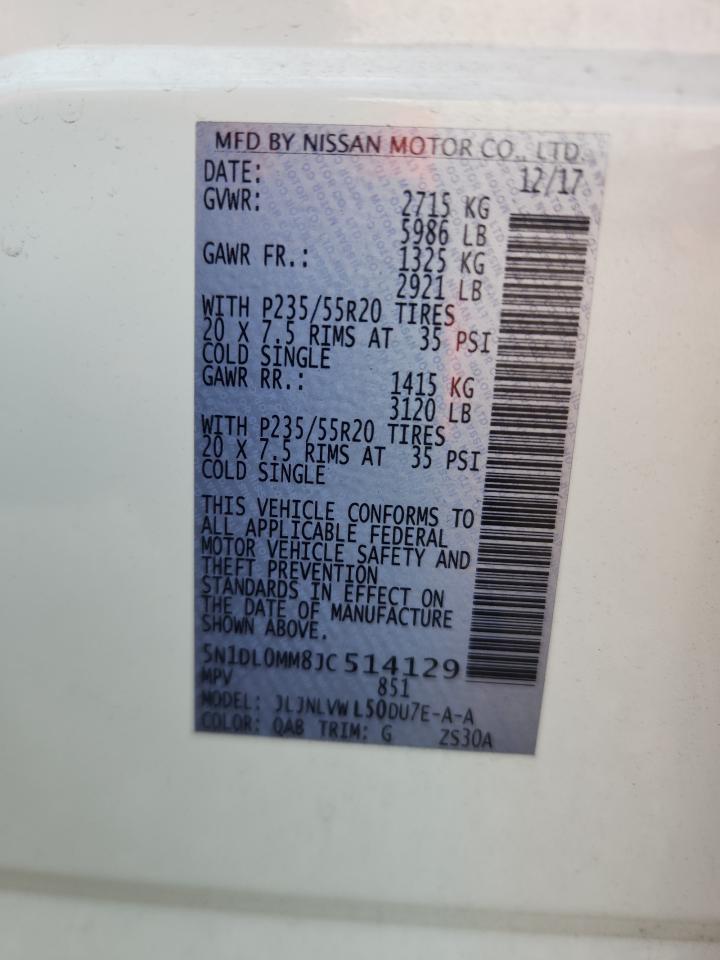 MFD BY NISSAN MOTOR CO., LTD.
DATE: 12/17
GVWR: 2715 KG
5986 LB
GAWR FR.: 1325 KG
2921 LB
WITH P235/55R20 TIRES
20 X 7.5 RIMS AT 35 PSI
COLD SINGLE
GAWR RR.: 1415 KG
3120 LB
WITH P235/55R20 TIRES
20 X 7.5 RIMS AT 35 PSI
COLD SINGLE
THIS VEHICLE CONFORMS TO
ALL APPLICABLE FEDERAL
MOTOR VEHICLE SAFETY AND
THEFT PREVENTION
STANDARDS IN EFFECT ON
THE DATE OF MANUFACTURE
SHOWN ABOVE.
5N1DL0MM8JC514129
MPV 851
MODEL: JLJNLVWL50DU7E-A-A
COLOR: QAB TRIM: G ZS30A